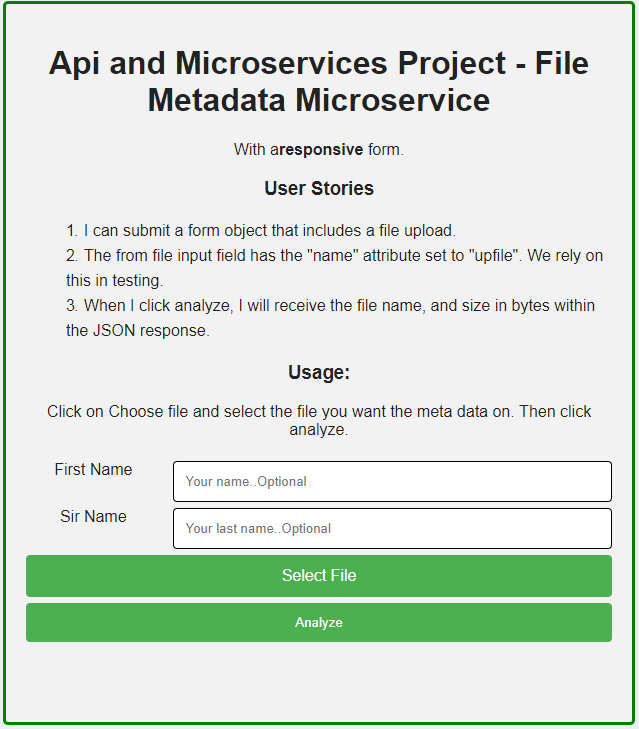 Api and Microservices Project - File
Metadata Microservice
With aresponsive form.
User Stories
1. I can submit a form object that includes a file upload.
2. The from file input field has the "name" attribute set to "upfile". We rely on
this in testing.
3. When I click analyze, I will receive the file name, and size in bytes within
the JSON response.
Usage:
Click on Choose file and select the file you want the meta data on. Then click
analyze.
First Name
Your name..Optional
Sir Name
Your last name..Optional
Select File
Analyze